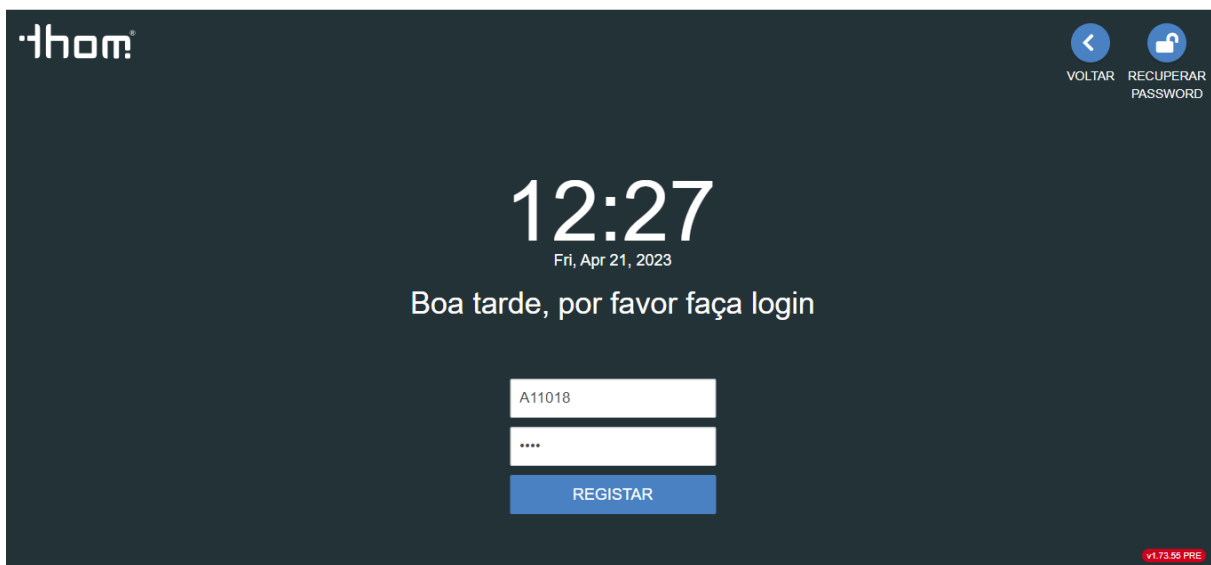 thom®
VOLTAR
RECUPERAR
PASSWORD
12:27
Fri, Apr 21, 2023
Boa tarde, por favor faça login
A11018
••••
REGISTAR
v1.73.55 PRE